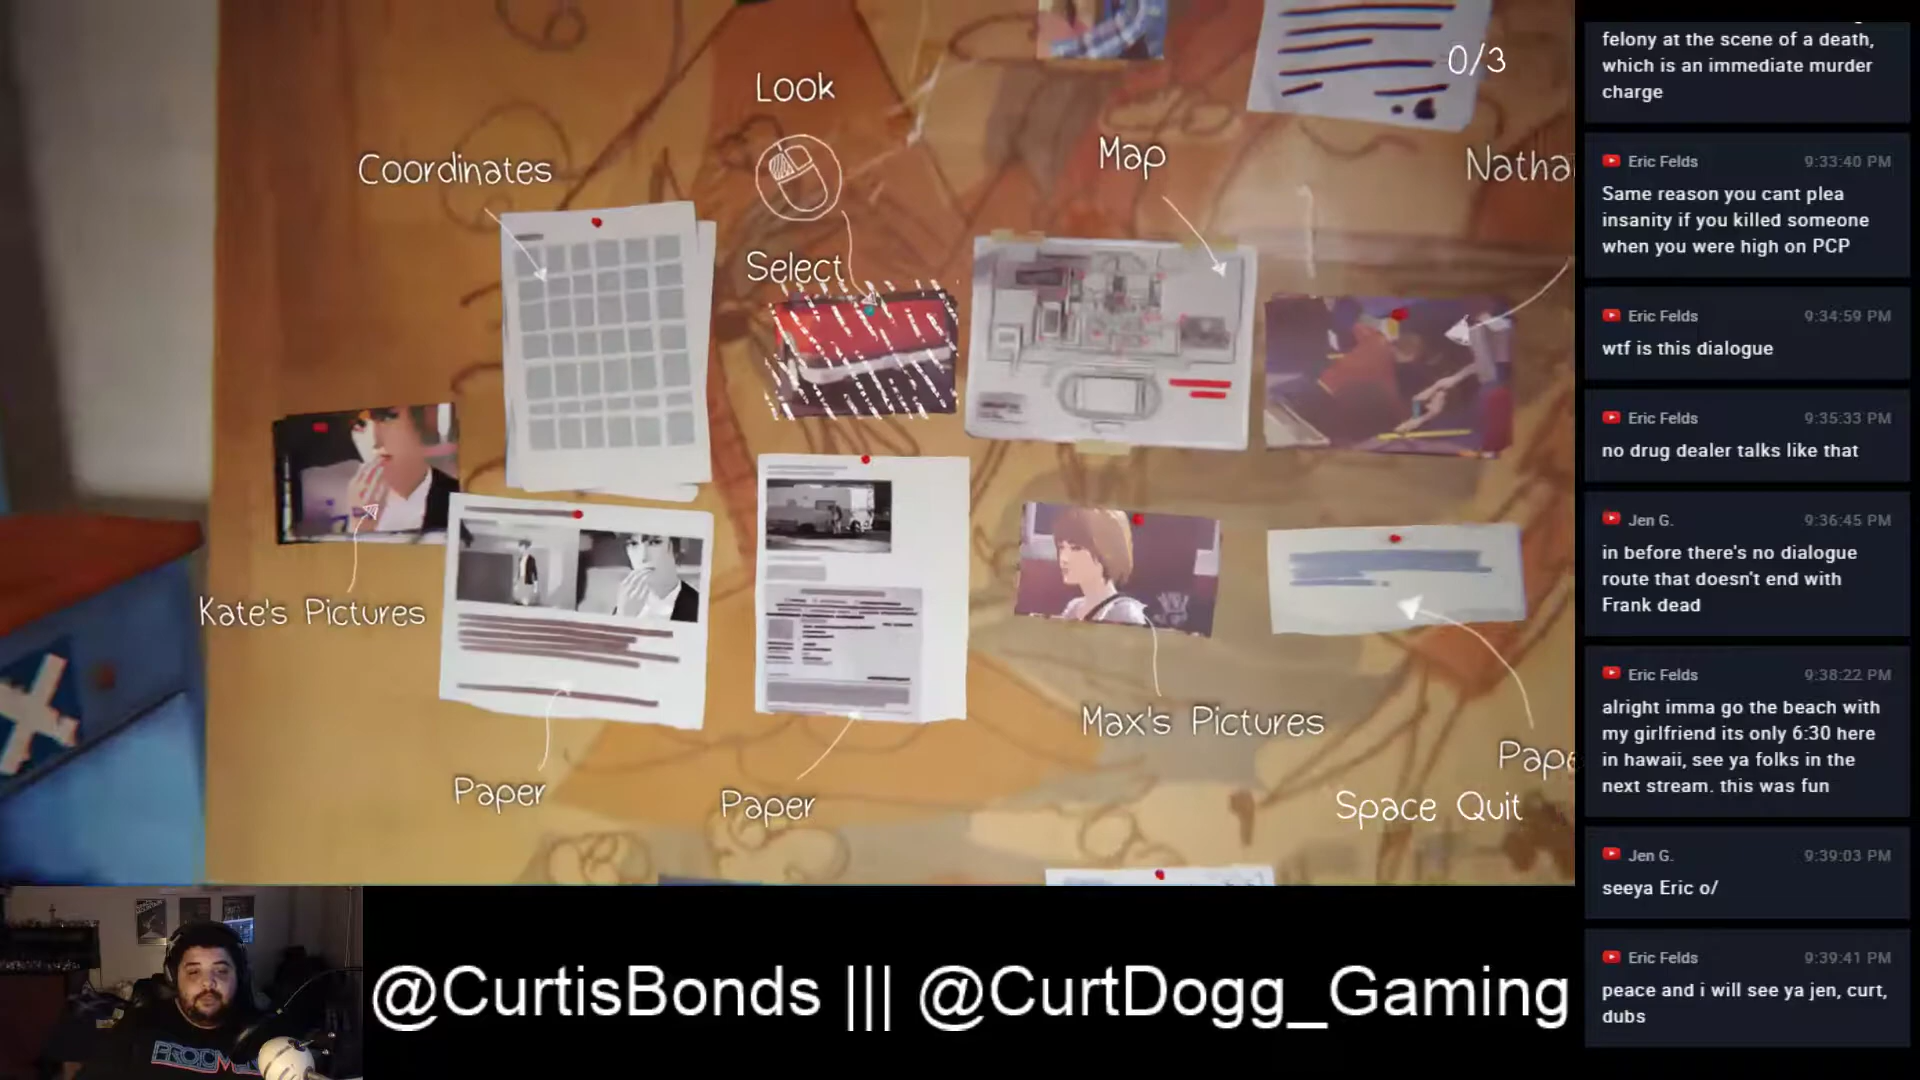 0/3
Look
Coordinates
Map
Natha
Select
Kate's Pictures
Max's Pictures
Paper
Paper
Pape
Space Quit
@CurtisBonds ||| @CurtDogg_Gaming
felony at the scene of a death,
which is an immediate murder
charge
Eric Felds 9:33:40 PM
Same reason you cant plea
insanity if you killed someone
when you were high on PCP
Eric Felds 9:34:59 PM
wtf is this dialogue
Eric Felds 9:35:33 PM
no drug dealer talks like that
Jen G. 9:36:45 PM
in before there's no dialogue
route that doesn't end with
Frank dead
Eric Felds 9:38:22 PM
alright imma go the beach with
my girlfriend its only 6:30 here
in hawaii, see ya folks in the
next stream. this was fun
Jen G. 9:39:03 PM
seeya Eric o/
Eric Felds 9:39:41 PM
peace and i will see ya jen, curt,
dubs